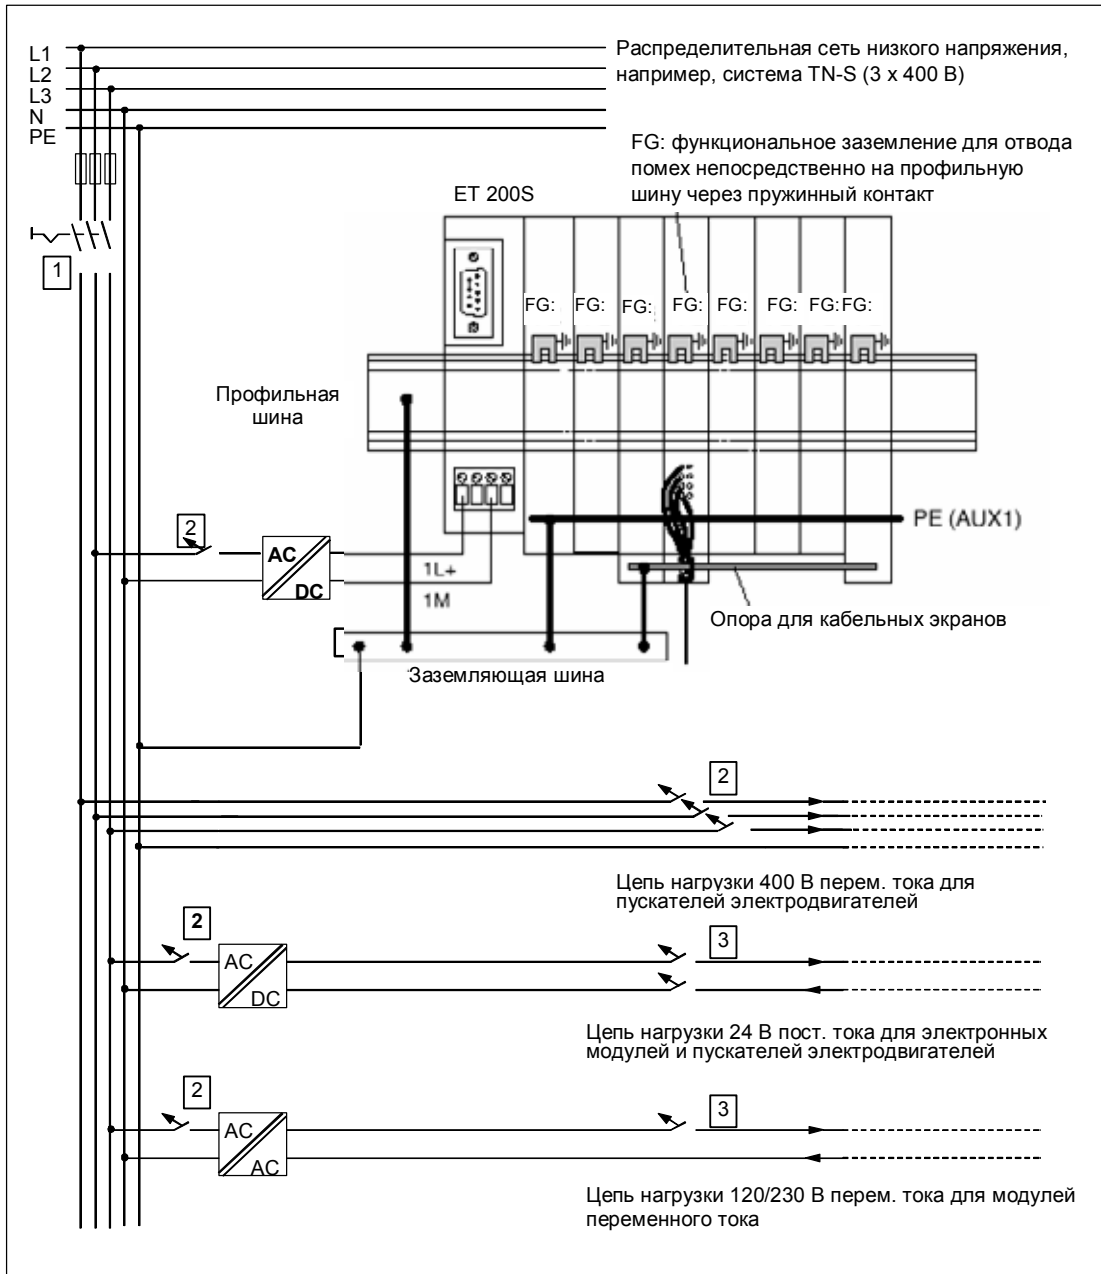 L1
L2
L3
N
PE
Распределительная сеть низкого напряжения,
например, система TN-S (3 x 400 В)
FG: функциональное заземление для отвода
помех непосредственно на профильную
шину через пружинный контакт
ET 200S
1
FG:
FG:
FG:
FG:
FG:
FG:
FG:
FG:
Профильная
шина
PE (AUX1)
2
AC
DC
1L+
1M
Опора для кабельных экранов
Заземляющая шина
2
Цепь нагрузки 400 В перем. тока для
пускателей электродвигателей
2
AC
DC
3
Цепь нагрузки 24 В пост. тока для электронных
модулей и пускателей электродвигателей
2
AC
AC
3
Цепь нагрузки 120/230 В перем. тока для модулей
переменного тока